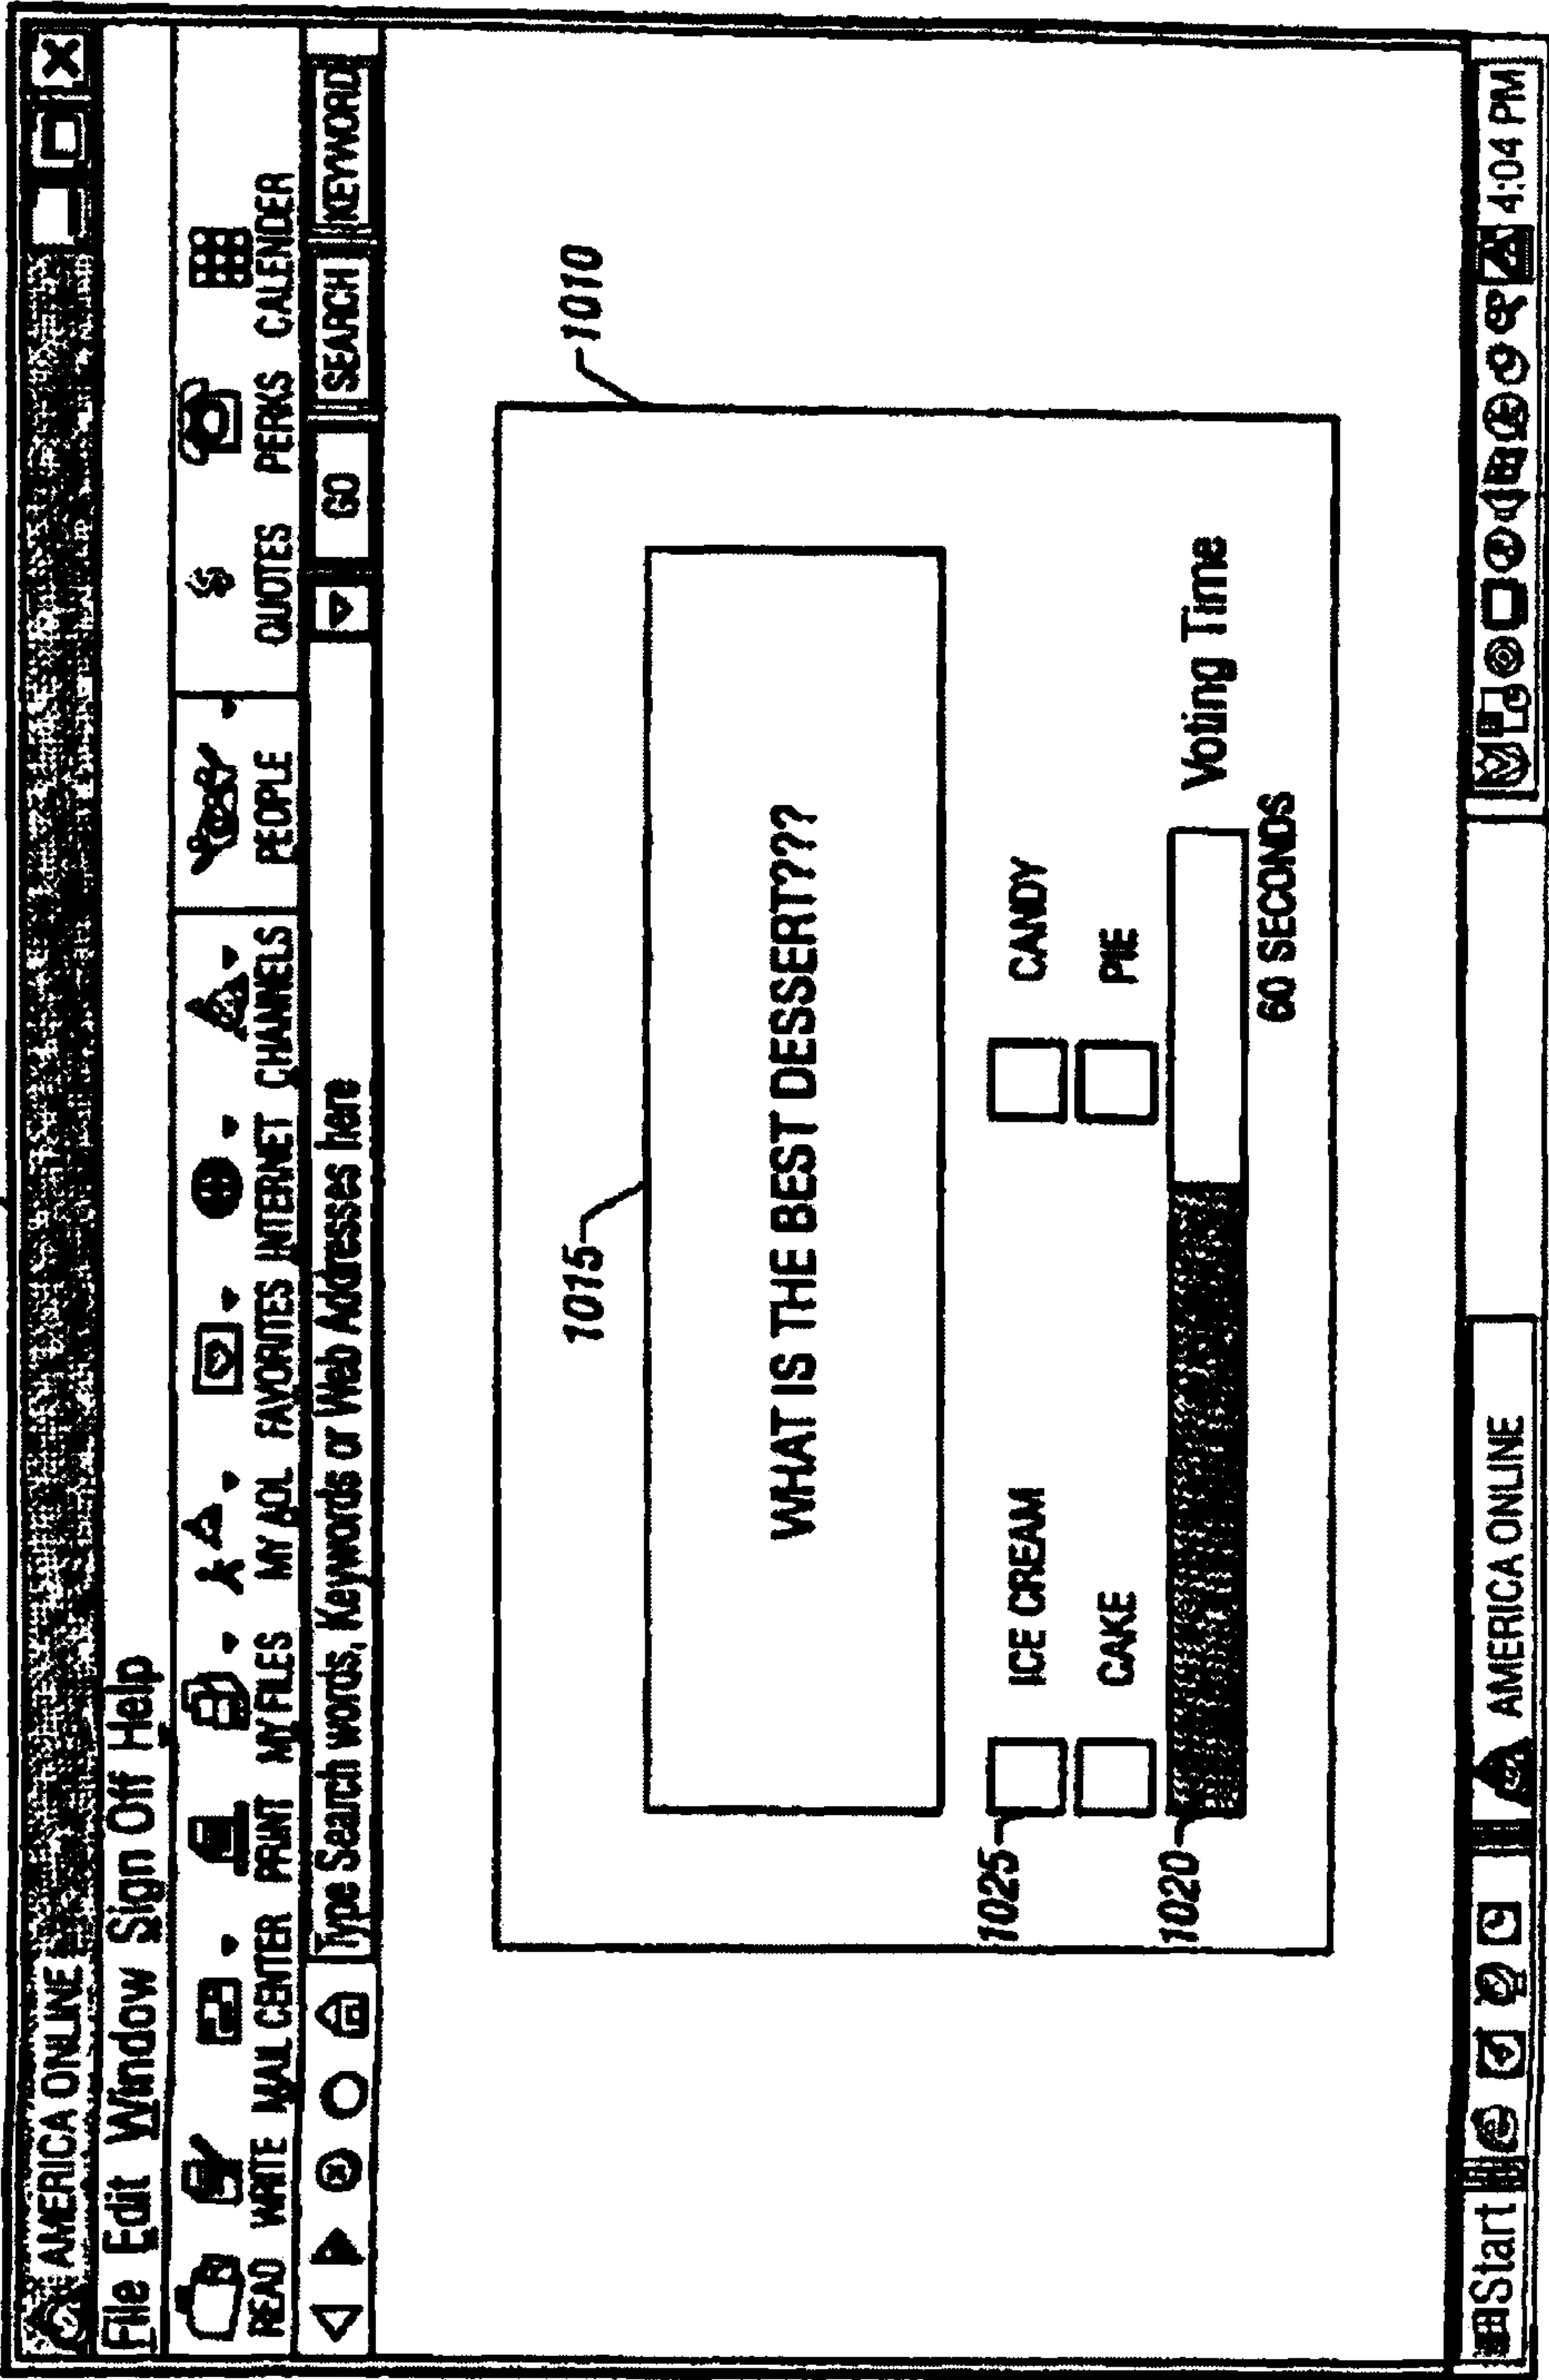 AMERICA ONLINE
File Edit Window Sign Off Help
READ WRITE MAIL CENTER PRINT MY FILES MY AOL FAVORITES INTERNET CHANNELS PEOPLE QUOTES PERKS CALENDER
Type Search words, Keywords or Web Addresses here GO SEARCH KEYWORD
1010
1015
WHAT IS THE BEST DESSERT???
1025 ICE CREAM CANDY
CAKE PIE
1020 Voting Time
60 SECONDS
Start AMERICA ONLINE 4:04 PM